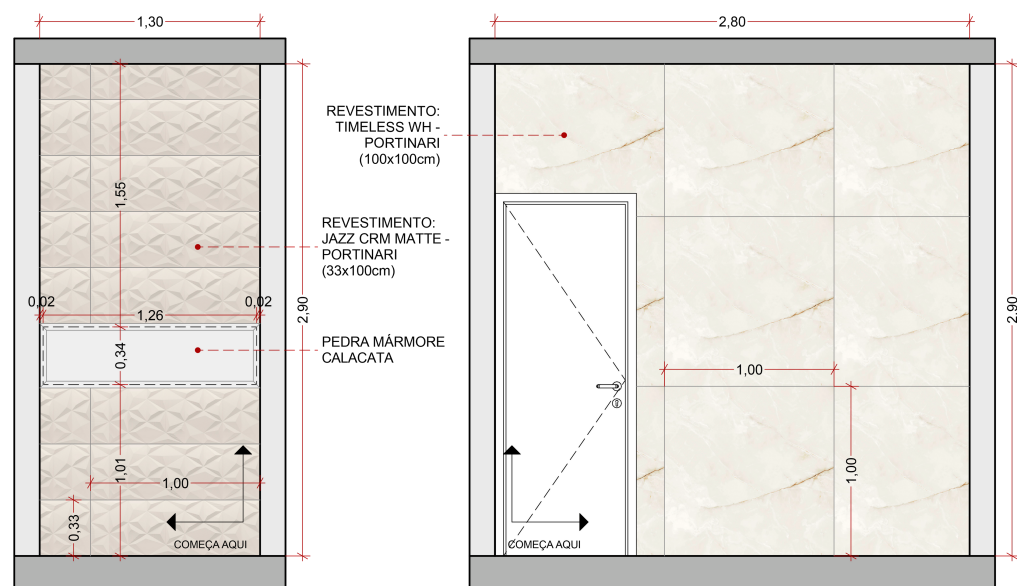 1,30
2,80
REVESTIMENTO:
TIMELESS WH -
PORTINARI
(100x100cm)
1,55
REVESTIMENTO:
JAZZ CRM MATTE -
PORTINARI
(33x100cm)
0,02
0,02
1,26
2,90
2,90
PEDRA MÁRMORE
CALACATA
0,34
1,00
1,01
1,00
1,00
0,33
COMEÇA AQUI
COMEÇA AQUI